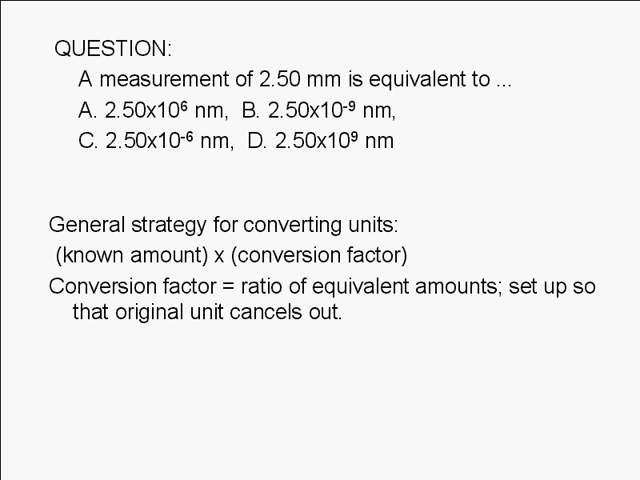 QUESTION:
A measurement of 2.50 mm is equivalent to ...
A. 2.50x10⁶ nm, B. 2.50x10⁻⁹ nm,
C. 2.50x10⁻⁶ nm, D. 2.50x10⁹ nm
General strategy for converting units:
(known amount) x (conversion factor)
Conversion factor = ratio of equivalent amounts; set up so
that original unit cancels out.